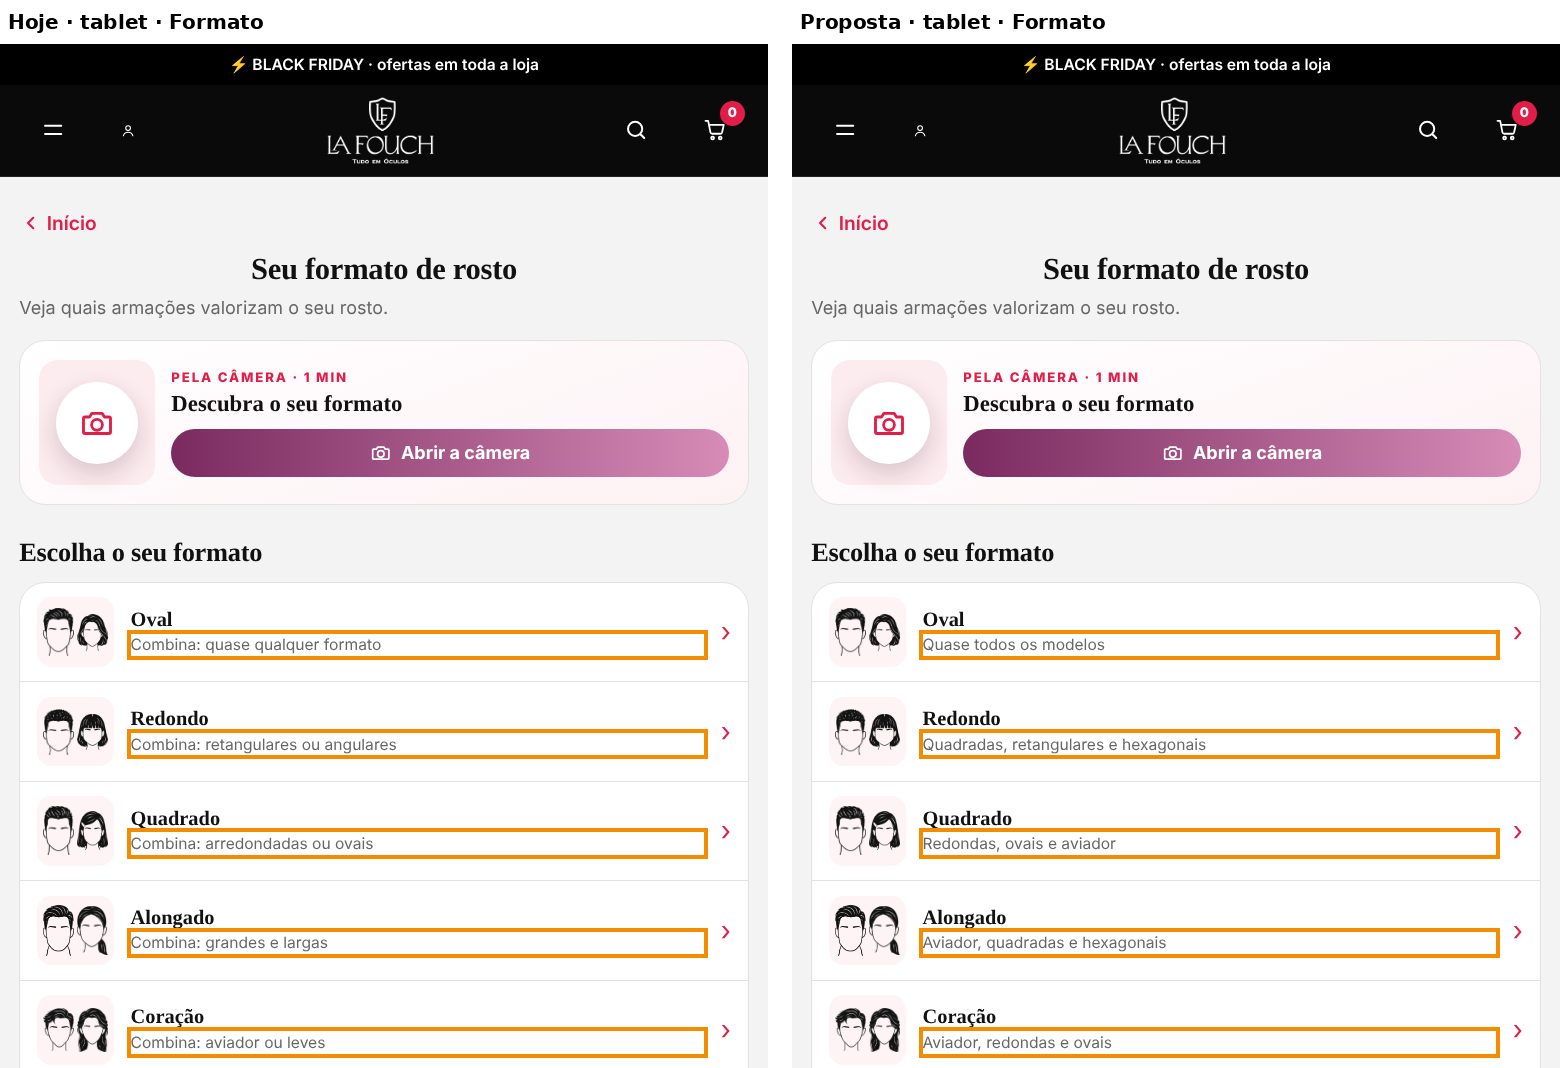 Hoje · tablet · Formato
⚡ BLACK FRIDAY · ofertas em toda a loja
LF
LA FOUCH
TUDO EM ÓCULOS
0
Início
Seu formato de rosto
Veja quais armações valorizam o seu rosto.
PELA CÂMERA · 1 MIN
Descubra o seu formato
Abrir a câmera
Escolha o seu formato
Oval
Combina: quase qualquer formato
Redondo
Combina: retangulares ou angulares
Quadrado
Combina: arredondadas ou ovais
Alongado
Combina: grandes e largas
Coração
Combina: aviador ou leves
Proposta · tablet · Formato
⚡ BLACK FRIDAY · ofertas em toda a loja
LF
LA FOUCH
TUDO EM ÓCULOS
0
Início
Seu formato de rosto
Veja quais armações valorizam o seu rosto.
PELA CÂMERA · 1 MIN
Descubra o seu formato
Abrir a câmera
Escolha o seu formato
Oval
Quase todos os modelos
Redondo
Quadradas, retangulares e hexagonais
Quadrado
Redondas, ovais e aviador
Alongado
Aviador, quadradas e hexagonais
Coração
Aviador, redondas e ovais